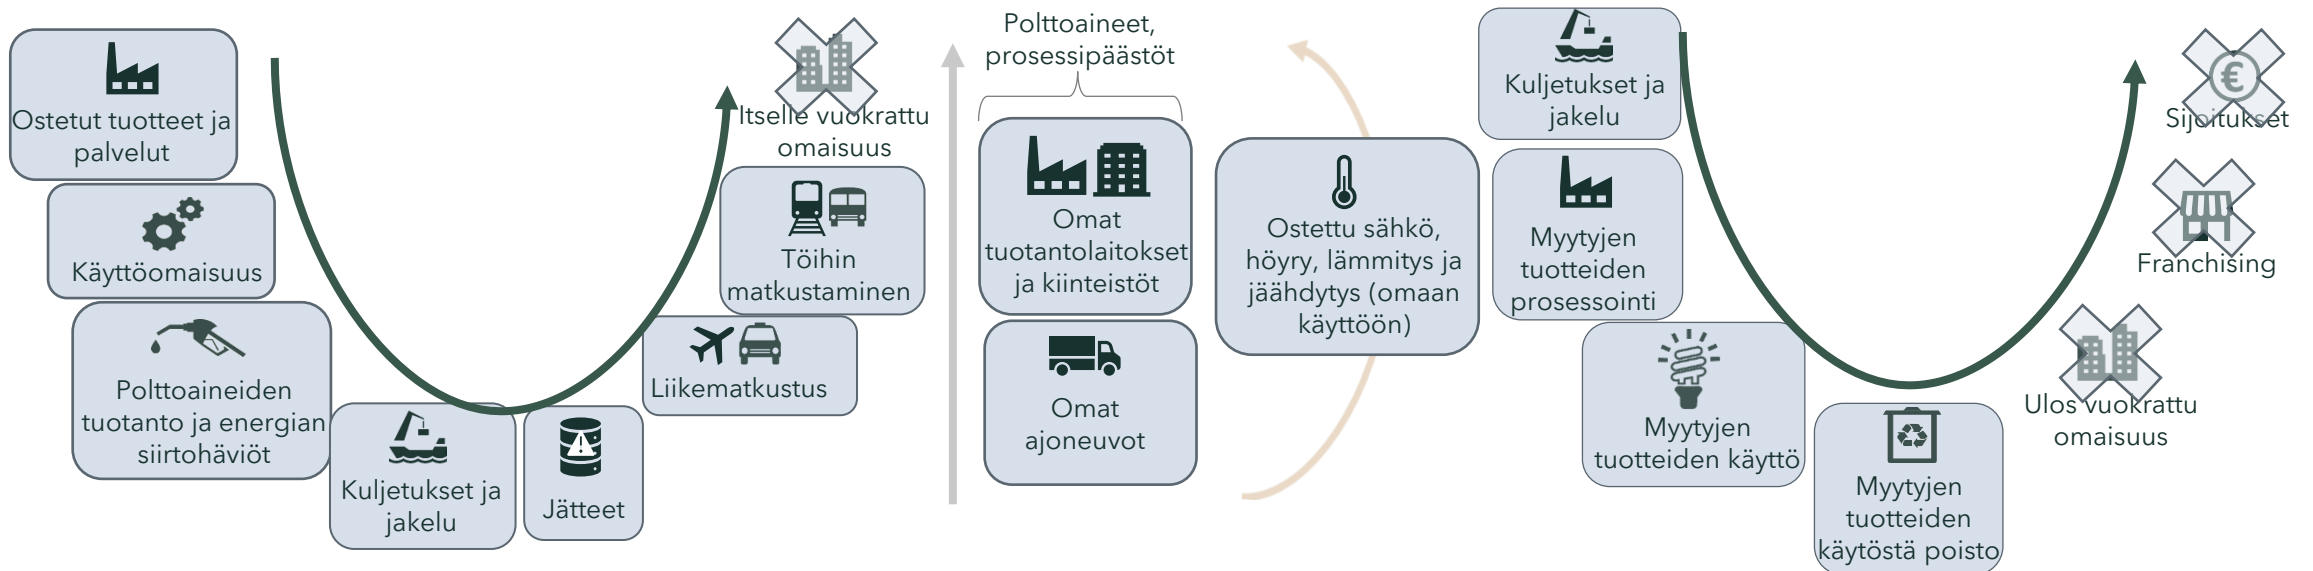 Ostetut tuotteet ja
palvelut
Käyttöomaisuus
Polttoaineiden
tuotanto ja energian
siirtohäviöt
Kuljetukset ja
jakelu
Jätteet
Liikematkustus
Töihin
matkustaminen
Itselle vuokrattu
omaisuus
Polttoaineet,
prosessipäästöt
Omat
tuotantolaitokset
ja kiinteistöt
Omat
ajoneuvot
Ostettu sähkö,
höyry, lämmitys ja
jäähdytys (omaan
käyttöön)
Kuljetukset ja
jakelu
Myytyjen
tuotteiden
prosessointi
Myytyjen
tuotteiden käyttö
Myytyjen
tuotteiden
käytöstä poisto
Ulos vuokrattu
omaisuus
Franchising
€
Sijoitukset